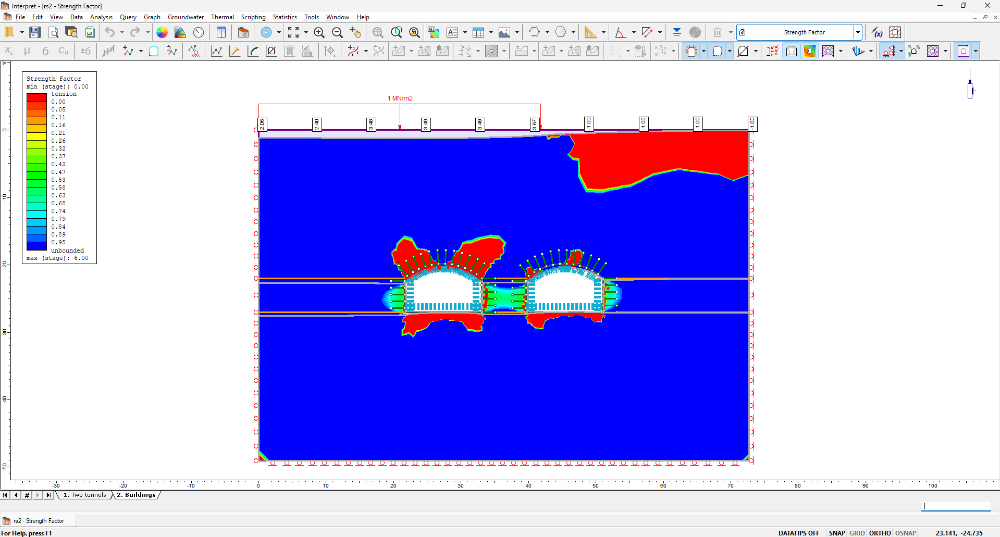 Interpret - [rs2 - Strength Factor]
File Edit View Data Analysis Query Graph Groundwater Thermal Scripting Statistics Tools Window Help
Strength Factor
Strength Factor
min (stage): 0.00
tension
0.00
0.05
0.11
0.16
0.21
0.26
0.32
0.37
0.42
0.47
0.53
0.58
0.63
0.68
0.74
0.79
0.84
0.89
0.95
unbounded
max (stage): 6.00
1 MN/m2
2.06 2.40 3.48 3.49 3.49 3.67 -1.00 -1.00 -1.00 -1.00
10
0
-10
-20
-30
-40
-50
-30 -20 -10 0 10 20 30 40 50 60 70 80 90 100
1. Two tunnels 2. Buildings
rs2 - Strength Factor
For Help, press F1 DATATIPS OFF SNAP GRID ORTHO OSNAP 23.141, -24.735